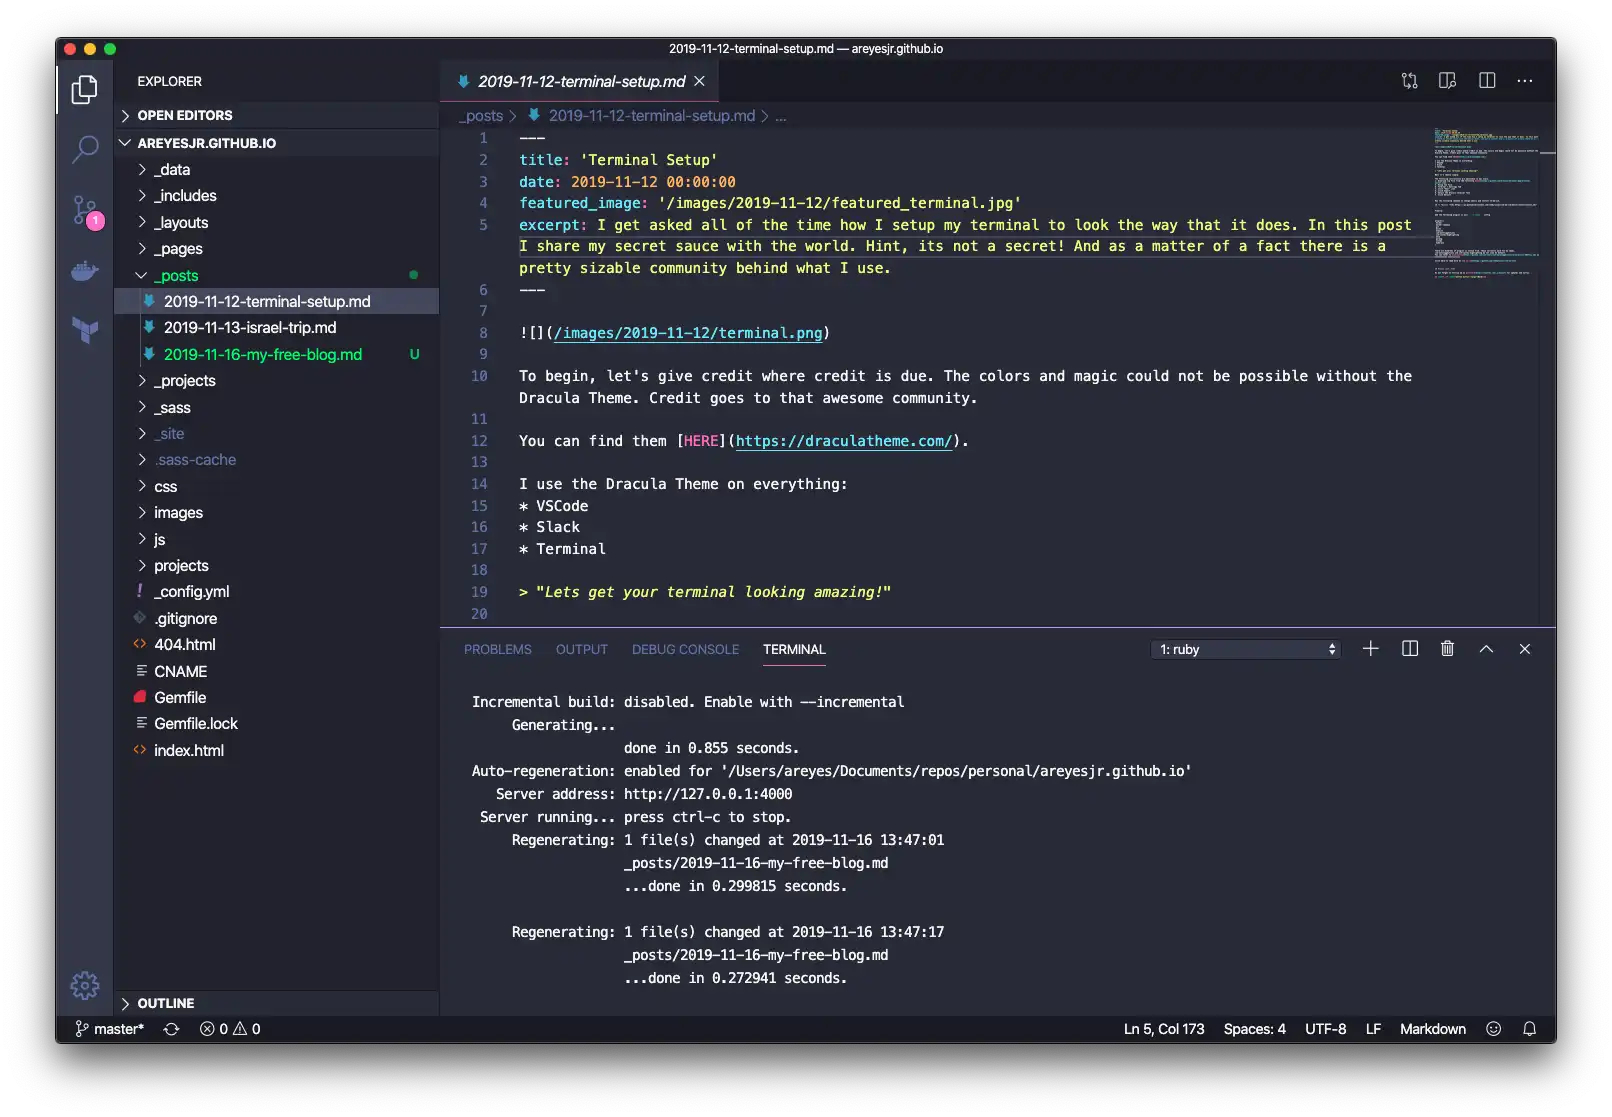 2019-11-12-terminal-setup.md — areyesjr.github.io
EXPLORER
OPEN EDITORS
AREYESJR.GITHUB.IO
_data
_includes
_layouts
_pages
_posts
2019-11-12-terminal-setup.md
2019-11-13-israel-trip.md
2019-11-16-my-free-blog.md U
_projects
_sass
_site
.sass-cache
css
images
js
projects
! _config.yml
.gitignore
<> 404.html
CNAME
Gemfile
Gemfile.lock
<> index.html
OUTLINE
1
2019-11-12-terminal-setup.md ×
_posts > 2019-11-12-terminal-setup.md > ...
1 ---
2 title: 'Terminal Setup'
3 date: 2019-11-12 00:00:00
4 featured_image: '/images/2019-11-12/featured_terminal.jpg'
5 excerpt: I get asked all of the time how I setup my terminal to look the way that it does. In this post
I share my secret sauce with the world. Hint, its not a secret! And as a matter of a fact there is a
pretty sizable community behind what I use.
6 ---
7
8 ![](/images/2019-11-12/terminal.png)
9
10 To begin, let's give credit where credit is due. The colors and magic could not be possible without the
Dracula Theme. Credit goes to that awesome community.
11
12 You can find them [HERE](https://draculatheme.com/).
13
14 I use the Dracula Theme on everything:
15 * VSCode
16 * Slack
17 * Terminal
18
19 > "Lets get your terminal looking amazing!"
20
PROBLEMS OUTPUT DEBUG CONSOLE TERMINAL 1: ruby
Incremental build: disabled. Enable with --incremental
Generating...
done in 0.855 seconds.
Auto-regeneration: enabled for '/Users/areyes/Documents/repos/personal/areyesjr.github.io'
Server address: http://127.0.0.1:4000
Server running... press ctrl-c to stop.
Regenerating: 1 file(s) changed at 2019-11-16 13:47:01
_posts/2019-11-16-my-free-blog.md
...done in 0.299815 seconds.
Regenerating: 1 file(s) changed at 2019-11-16 13:47:17
_posts/2019-11-16-my-free-blog.md
...done in 0.272941 seconds.
master* 0 0 Ln 5, Col 173 Spaces: 4 UTF-8 LF Markdown